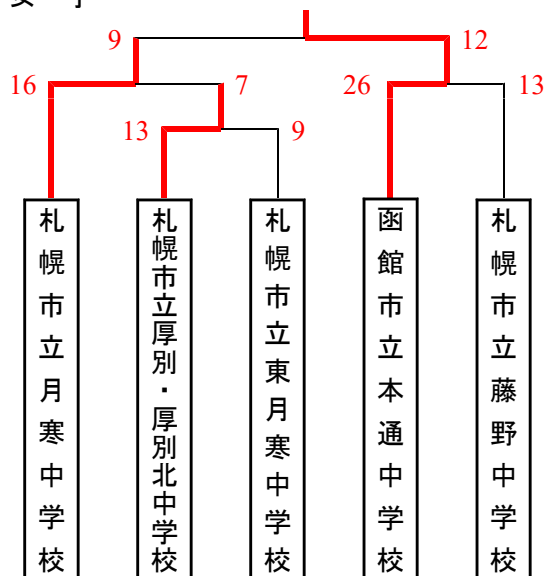 女 子
9
12
16
7
26
13
13
9
札幌市立月寒中学校
札幌市立厚別・厚別北中学校
札幌市立東月寒中学校
函館市立本通中学校
札幌市立藤野中学校